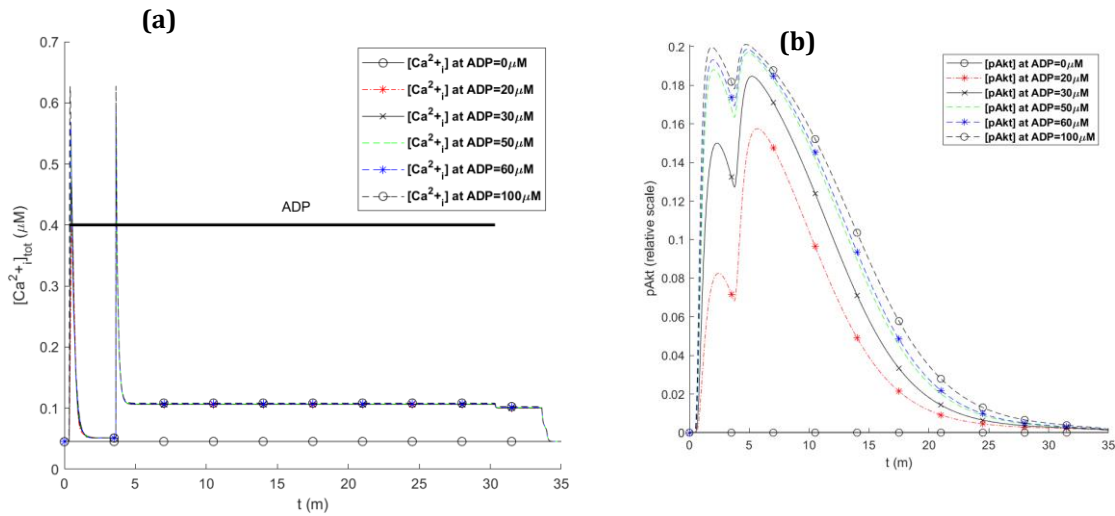 (a)
0.7
0.6
0.5
0.4
0.3
0.2
0.1
0
0 5 10 15 20 25 30 35
t (m)
[Ca²⁺ᵢ]tot (μM)
ADP
[Ca²⁺ᵢ] at ADP=0μM
[Ca²⁺ᵢ] at ADP=20μM
[Ca²⁺ᵢ] at ADP=30μM
[Ca²⁺ᵢ] at ADP=50μM
[Ca²⁺ᵢ] at ADP=60μM
[Ca²⁺ᵢ] at ADP=100μM
(b)
0.2
0.18
0.16
0.14
0.12
0.1
0.08
0.06
0.04
0.02
0
0 5 10 15 20 25 30 35
t (m)
pAkt (relative scale)
[pAkt] at ADP=0μM
[pAkt] at ADP=20μM
[pAkt] at ADP=30μM
[pAkt] at ADP=50μM
[pAkt] at ADP=60μM
[pAkt] at ADP=100μM